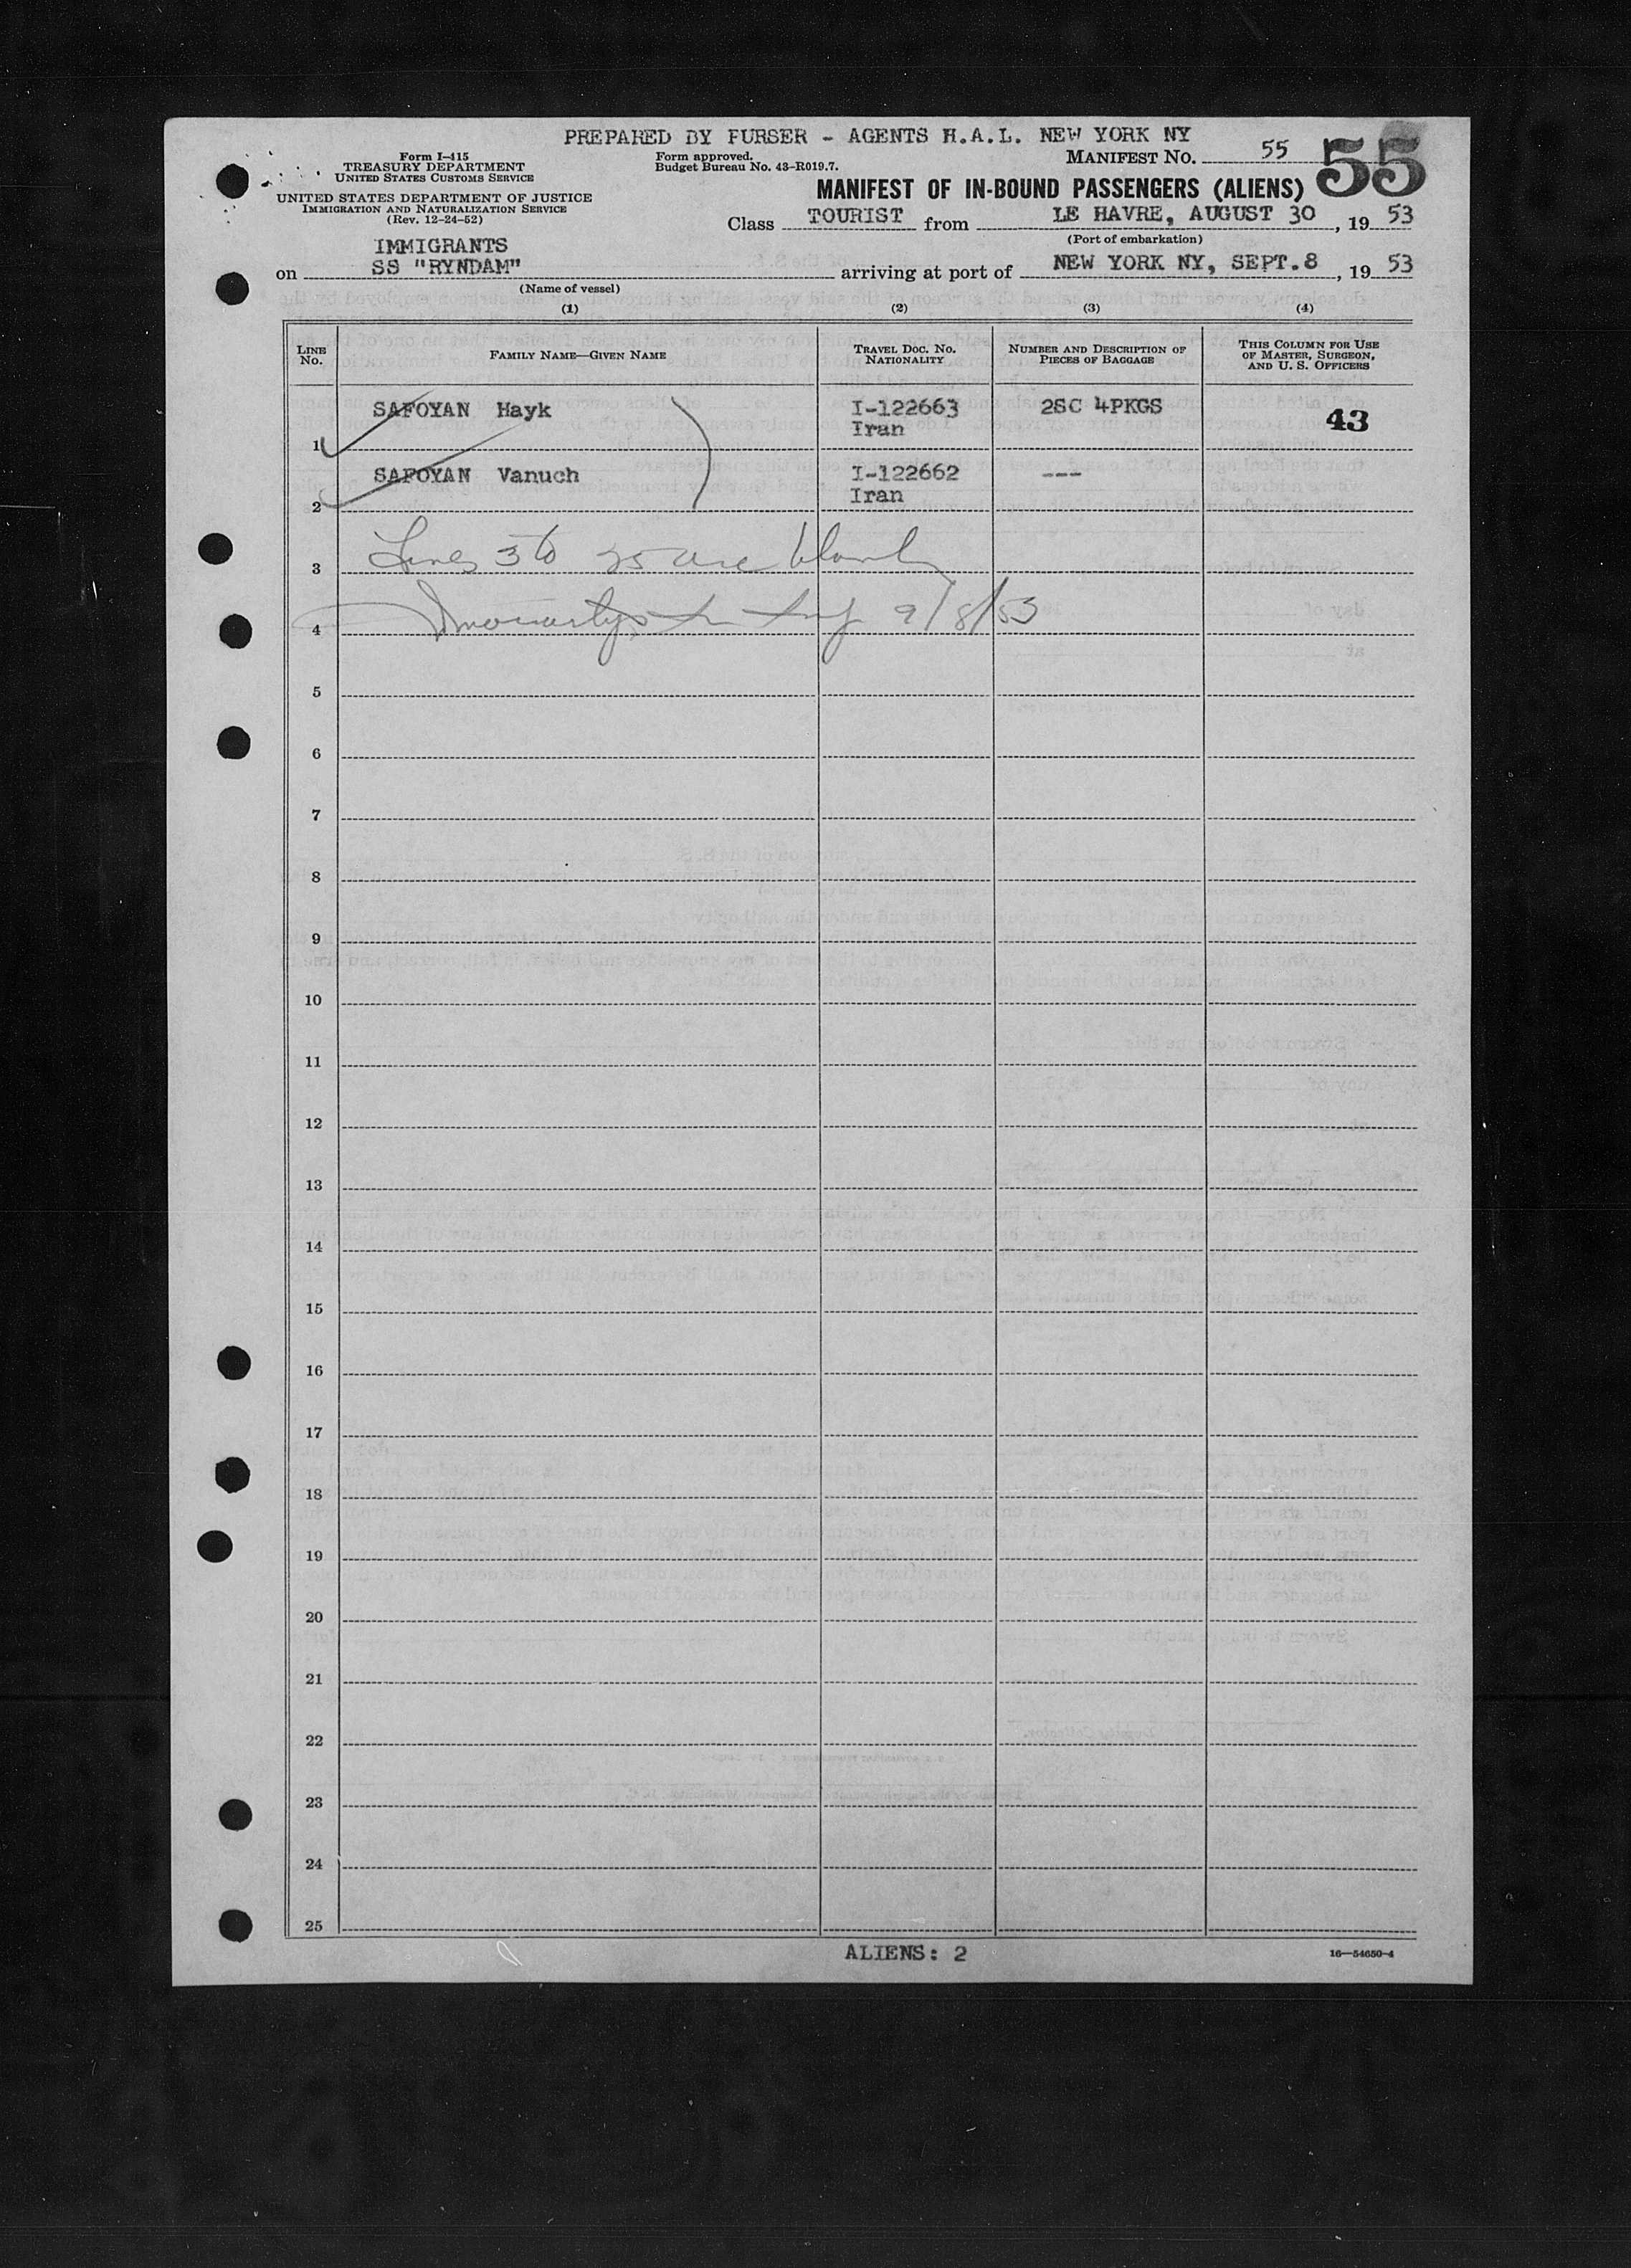 PREPARED BY FURSER - AGENTS H.A.L. NEW YORK NY
Form I-415
TREASURY DEPARTMENT
UNITED STATES CUSTOMS SERVICE
Form approved.
Budget Bureau No. 43-R019.7.
MANIFEST No. 55
55
UNITED STATES DEPARTMENT OF JUSTICE
IMMIGRATION AND NATURALIZATION SERVICE
(Rev. 12-24-52)
MANIFEST OF IN-BOUND PASSENGERS (ALIENS)
Class TOURIST from LE HAVRE, AUGUST 30, 19 53
(Port of embarkation)
IMMIGRANTS
on SS "RYNDAM" arriving at port of NEW YORK NY, SEPT.8, 19 53
(Name of vessel)
(1) (2) (3) (4)
LINE No. FAMILY NAME—GIVEN NAME TRAVEL DOC. No. NATIONALITY NUMBER AND DESCRIPTION OF PIECES OF BAGGAGE THIS COLUMN FOR USE OF MASTER, SURGEON, AND U. S. OFFICERS
1 SAFOYAN Hayk I-122663 Iran 2SC 4PKGS 43
2 SAFOYAN Vanuch I-122662 Iran ---
3 Lines 3 to 25 are blank
4 9/8/53
5
6
7
8
9
10
11
12
13
14
15
16
17
18
19
20
21
22
23
24
25
ALIENS: 2
16—54650-4